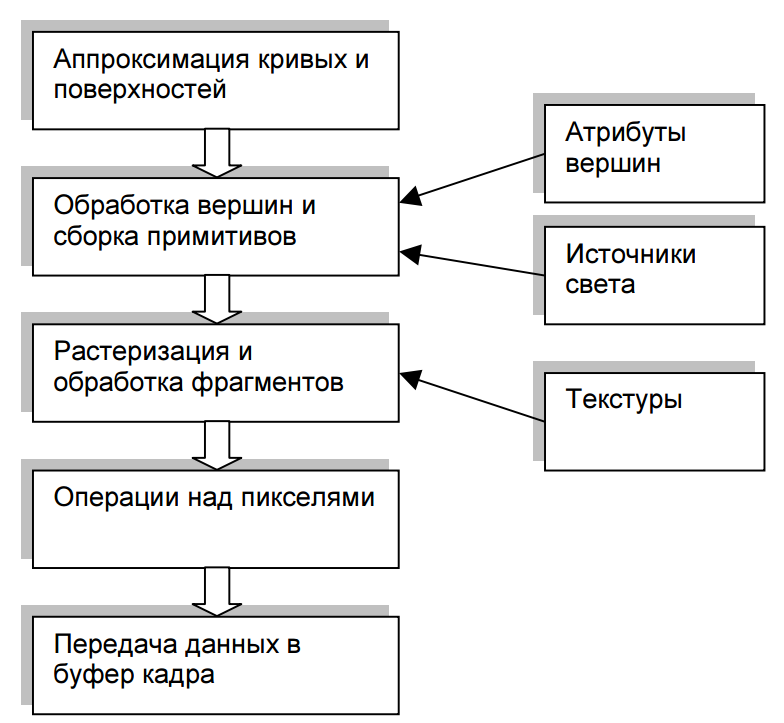 Аппроксимация кривых и
поверхностей
Атрибуты
вершин
Обработка вершин и
сборка примитивов
Источники
света
Растеризация и
обработка фрагментов
Текстуры
Операции над пикселями
Передача данных в
буфер кадра